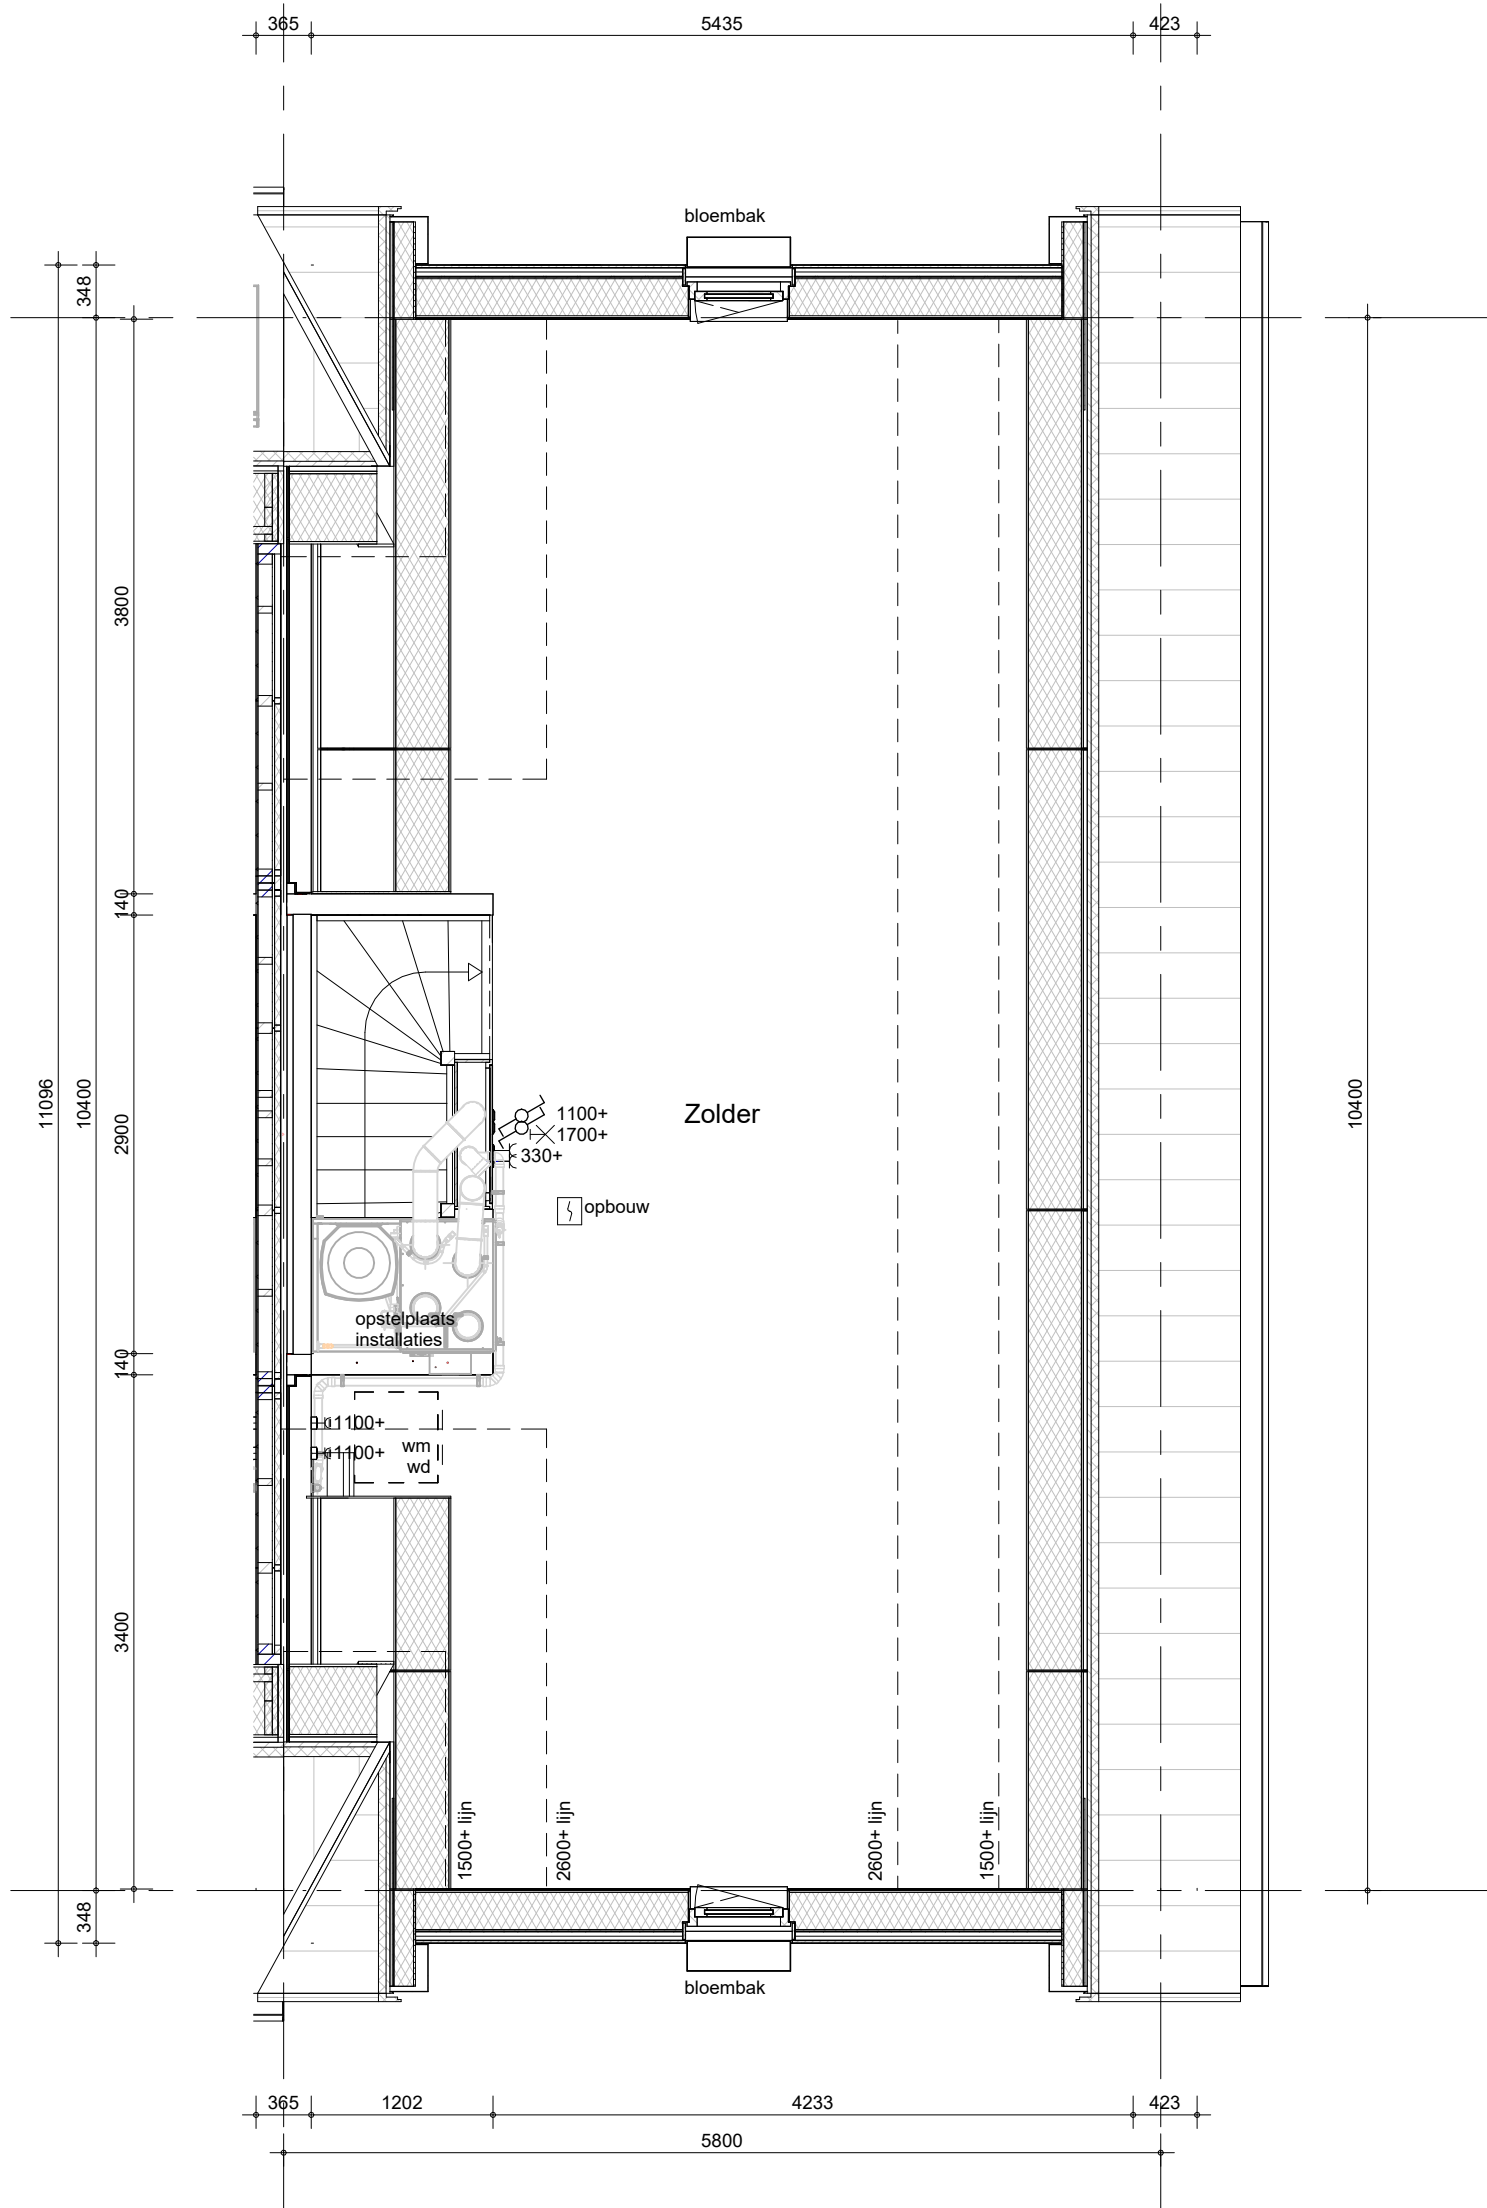 365
5435
423
bloembak
348
3800
140
11096
10400
2900
1100+
1700+
330+
Zolder
10400
opbouw
opstelplaats
installaties
140
1100+
1100+
wm
wd
3400
1500+ lijn
2600+ lijn
2600+ lijn
1500+ lijn
348
bloembak
365
1202
4233
423
5800